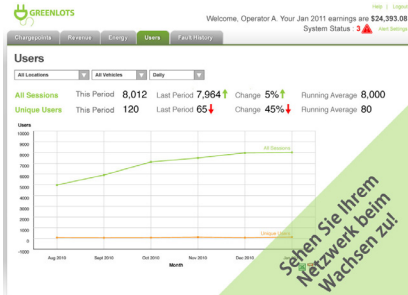 GREENLOTS
Help | Logout
Welcome, Operator A. Your Jan 2011 earnings are $24,393.08
System Status : 3 Alert Settings
Chargepoints Revenue Energy Users Fault History
Users
All Locations All Vehicles Daily
All Sessions This Period 8,012 Last Period 7,964 Change 5% Running Average 8,000
Unique Users This Period 120 Last Period 65 Change 45% Running Average 80
Users
10000
9000
8000
7000
6000
5000
4000
3000
2000
1000
0
-1000
All Sessions
Unique Users
Aug 2010 Sept 2010 Oct 2010 Nov 2010 Dec 2010
Month
Sehen Sie Ihrem
Netzwerk beim
Wachsen zu!